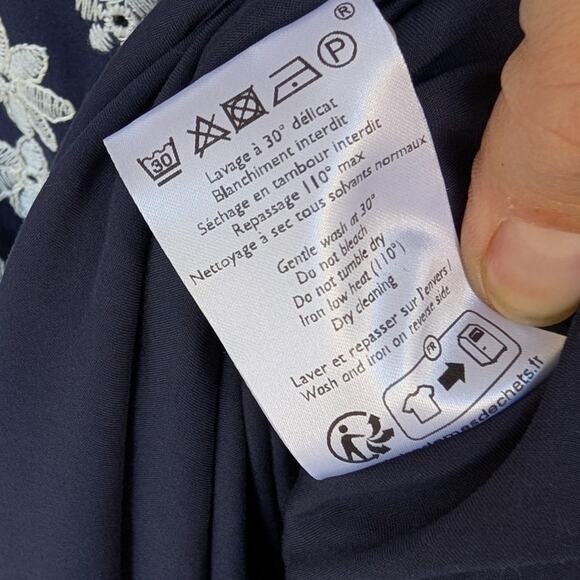 ®
30 P
Lavage à 30° délicat
Blanchiment interdit
Séchage en tambour interdit
Repassage 110° max
Nettoyage à sec tous solvants normaux
Gentle wash at 30°
Do not bleach
Do not tumble dry
Iron low heat (110°)
Dry cleaning
Laver et repasser sur l'envers !
Wash and iron on reverse side
FR